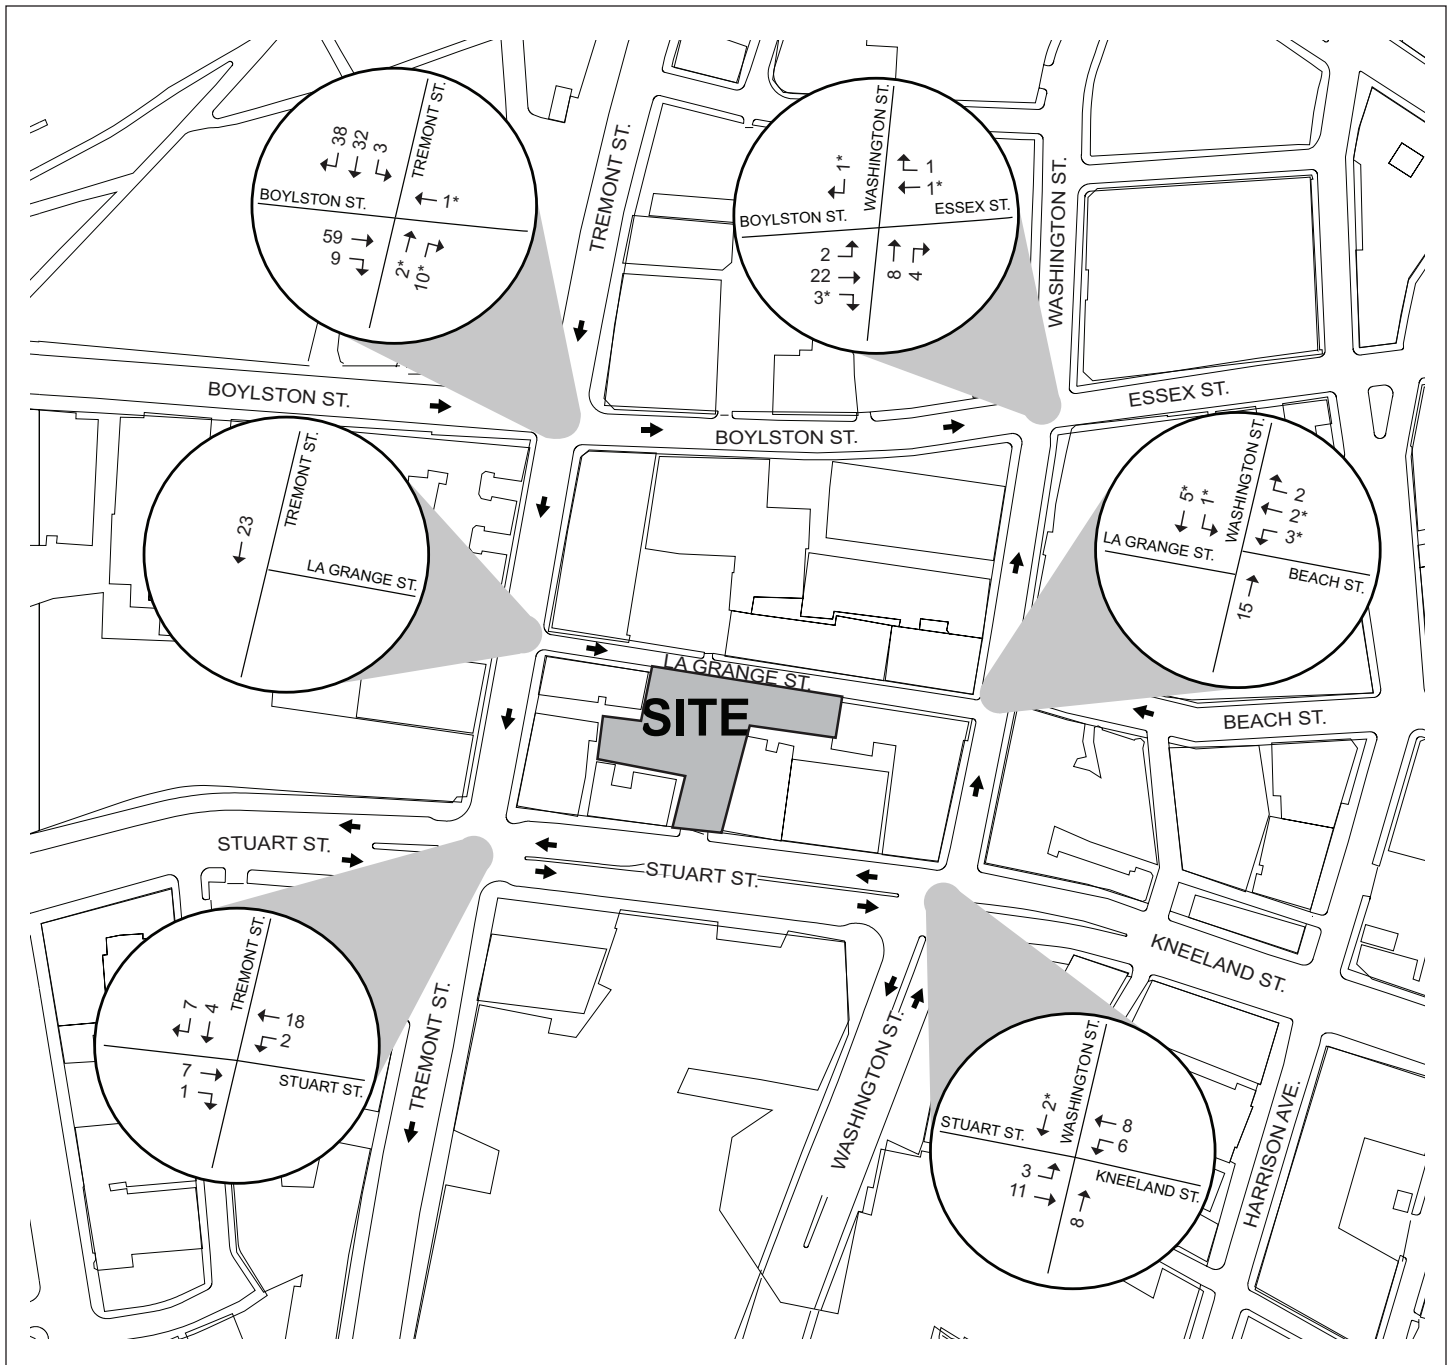 TREMONT ST.
38
32
3
TREMONT ST.
1*
BOYLSTON ST.
59
9
2*
10*
WASHINGTON ST.
1*
1
1*
BOYLSTON ST.
ESSEX ST.
2
22
3*
8
4
WASHINGTON ST.
BOYLSTON ST.
BOYLSTON ST.
ESSEX ST.
TREMONT ST.
23
LA GRANGE ST.
WASHINGTON ST.
5*
1*
2
2*
3*
LA GRANGE ST.
BEACH ST.
15
LA GRANGE ST.
SITE
BEACH ST.
STUART ST.
STUART ST.
TREMONT ST.
7
4
18
2
7
1
STUART ST.
TREMONT ST.
KNEELAND ST.
WASHINGTON ST.
WASHINGTON ST.
2*
8
6
STUART ST.
3
11
KNEELAND ST.
8
HARRISON AVE.